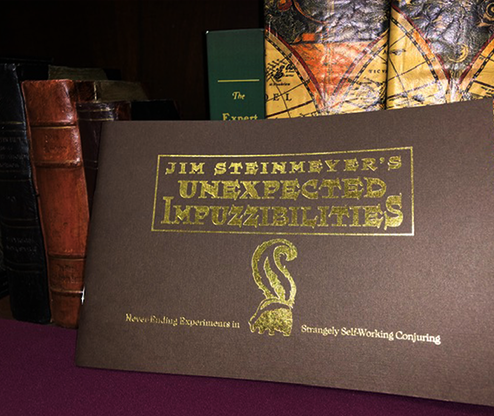 The
Expert
JIM STEINMEYER'S
UNEXPECTED
IMPUZZIBILITIES
Never-Ending Experiments in
Strangely Self-Working Conjuring